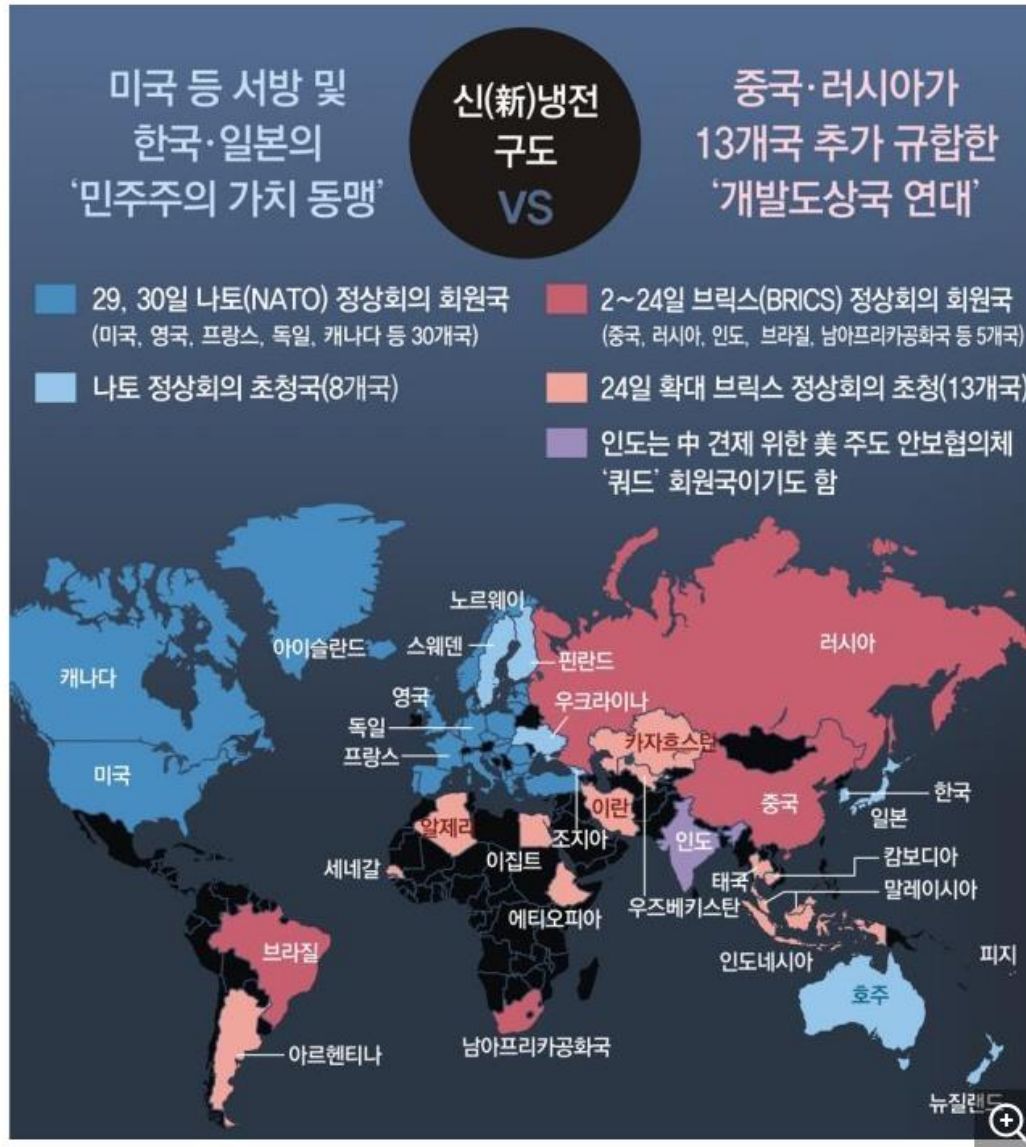 미국 등 서방 및
한국·일본의
‘민주주의 가치 동맹’
신(新)냉전
구도
VS
중국·러시아가
13개국 추가 규합한
‘개발도상국 연대’
29, 30일 나토(NATO) 정상회의 회원국
(미국, 영국, 프랑스, 독일, 캐나다 등 30개국)
나토 정상회의 초청국(8개국)
2~24일 브릭스(BRICS) 정상회의 회원국
(중국, 러시아, 인도, 브라질, 남아프리카공화국 등 5개국)
24일 확대 브릭스 정상회의 초청(13개국)
인도는 中 견제 위한 美 주도 안보협의체
‘쿼드’ 회원국이기도 함
노르웨이
아이슬란드
스웨덴
핀란드
러시아
캐나다
영국
우크라이나
독일
카자흐스탄
프랑스
미국
한국
중국
이란
일본
알제리
조지아
인도
이집트
캄보디아
세네갈
태국
말레이시아
우즈베키스탄
에티오피아
브라질
인도네시아
피지
호주
남아프리카공화국
아르헨티나
뉴질랜드